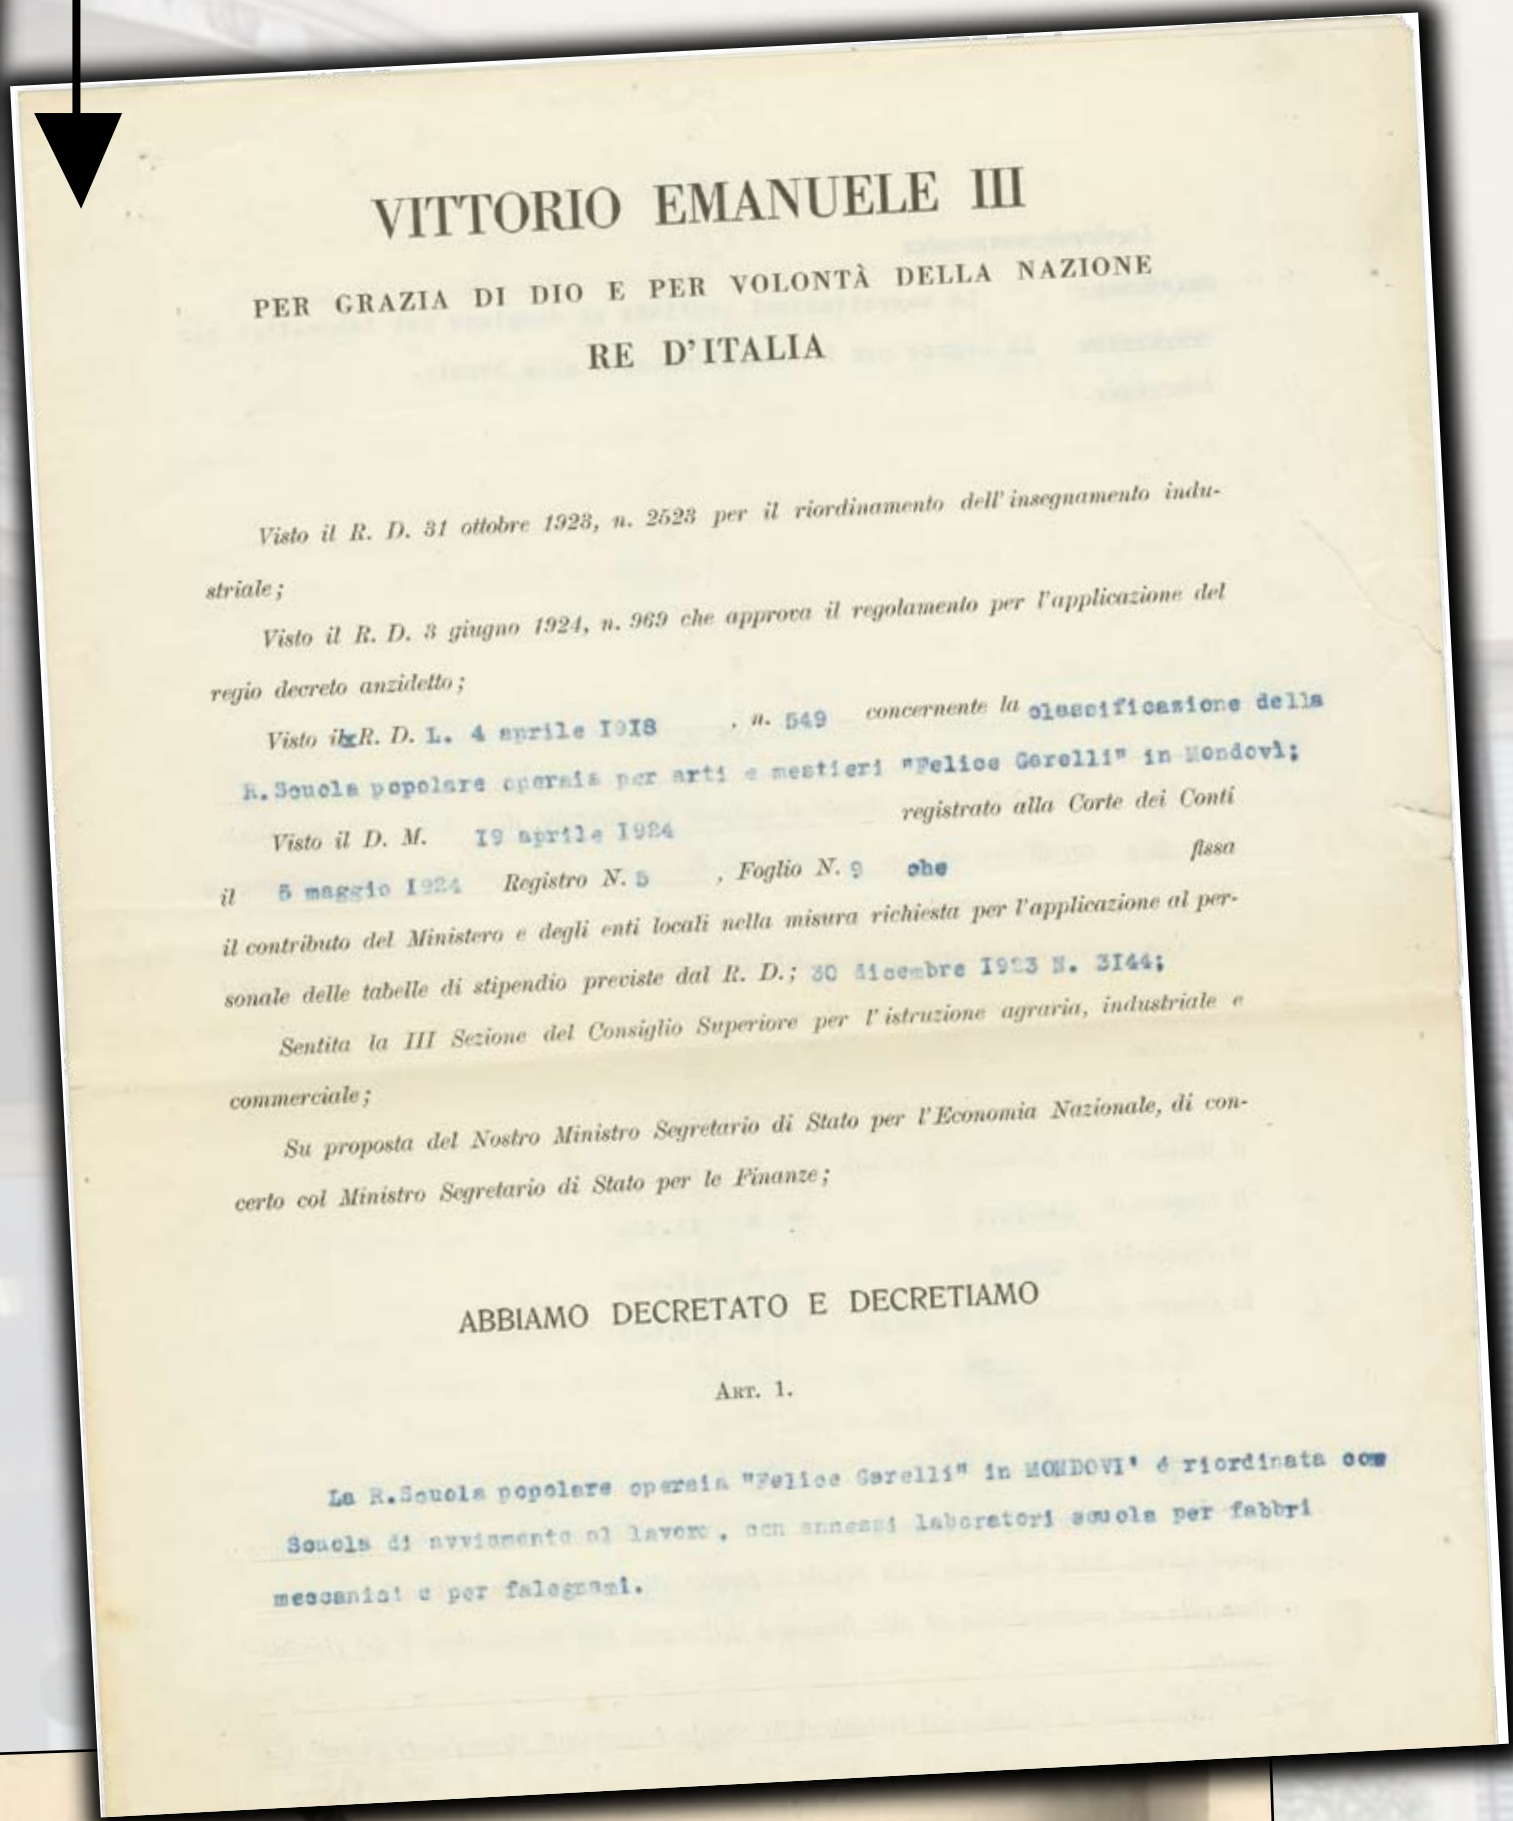 VITTORIO EMANUELE III
PER GRAZIA DI DIO E PER VOLONTÀ DELLA NAZIONE
RE D'ITALIA
Visto il R. D. 31 ottobre 1923, n. 2523 per il riordinamento dell'insegnamento indu-
striale;
Visto il R. D. 3 giugno 1924, n. 969 che approva il regolamento per l'applicazione del
regio decreto anzidetto;
Visto il R. D. L. 4 aprile I9I8 , n. 549 concernente la classificazione della
R.Scuola popolare operaia per arti e mestieri "Felice Garelli" in Mondovì;
Visto il D. M. I9 aprile I924 registrato alla Corte dei Conti
il 5 maggio I924 Registro N. 5 , Foglio N. 9 che fissa
il contributo del Ministero e degli enti locali nella misura richiesta per l'applicazione al per-
sonale delle tabelle di stipendio previste dal R. D.; 30 dicembre I923 N. 3I44;
Sentita la III Sezione del Consiglio Superiore per l'istruzione agraria, industriale e
commerciale;
Su proposta del Nostro Ministro Segretario di Stato per l'Economia Nazionale, di con-
certo col Ministro Segretario di Stato per le Finanze;
ABBIAMO DECRETATO E DECRETIAMO
ART. 1.
La R.Scuola popolare operaia "Felice Garelli" in MONDOVI' é riordinata com
Scuola di avviamento al lavoro, con annessi laboratori scuola per fabbri
meccanici e per falegnami.